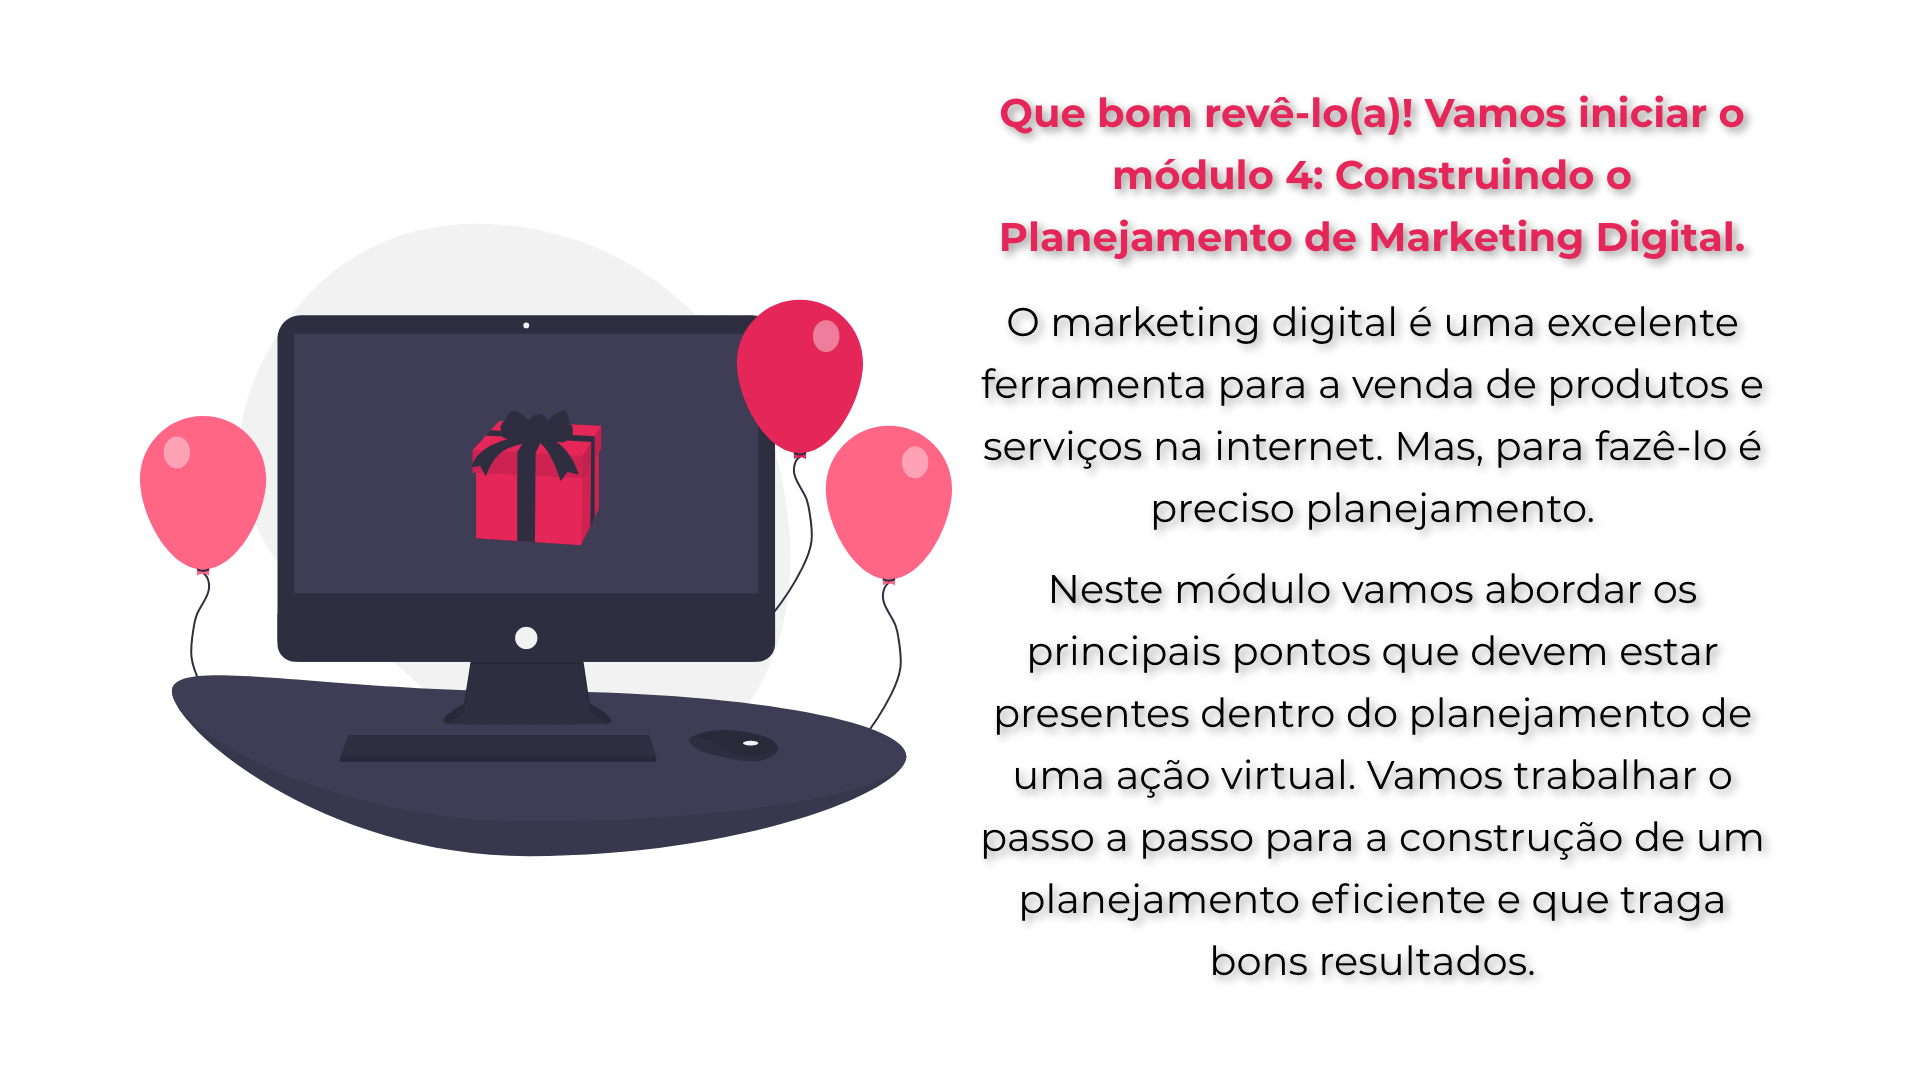 Que bom revê-lo(a)! Vamos iniciar o
módulo 4: Construindo o
Planejamento de Marketing Digital.
O marketing digital é uma excelente
ferramenta para a venda de produtos e
serviços na internet. Mas, para fazê-lo é
preciso planejamento.
Neste módulo vamos abordar os
principais pontos que devem estar
presentes dentro do planejamento de
uma ação virtual. Vamos trabalhar o
passo a passo para a construção de um
planejamento eficiente e que traga
bons resultados.